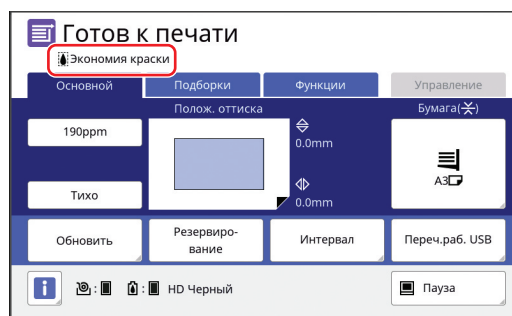 Готов к печати
Экономия краски
Основной
Подборки
Функции
Управление
Полож. оттиска
Бумага( )
190ppm
0.0mm
A3
Тихо
0.0mm
Обновить
Резервиро-
вание
Интервал
Переч.раб. USB
i
: : HD Черный
Пауза